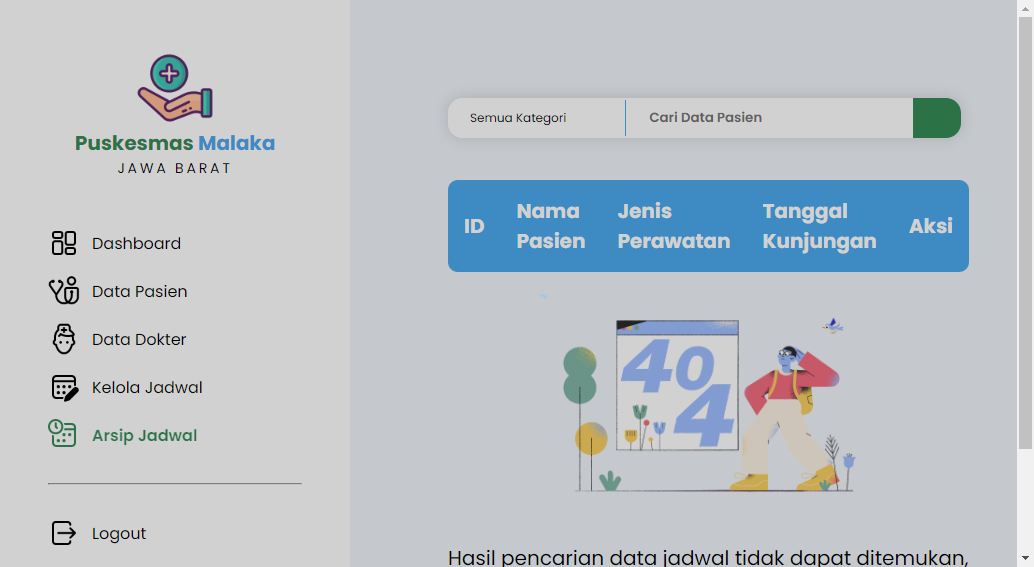 Puskesmas Malaka
JAWA BARAT
Dashboard
Data Pasien
Data Dokter
Kelola Jadwal
Arsip Jadwal
Logout
Semua Kategori
Cari Data Pasien
ID
Nama
Pasien
Jenis
Perawatan
Tanggal
Kunjungan
Aksi
404
Hasil pencarian data jadwal tidak dapat ditemukan,